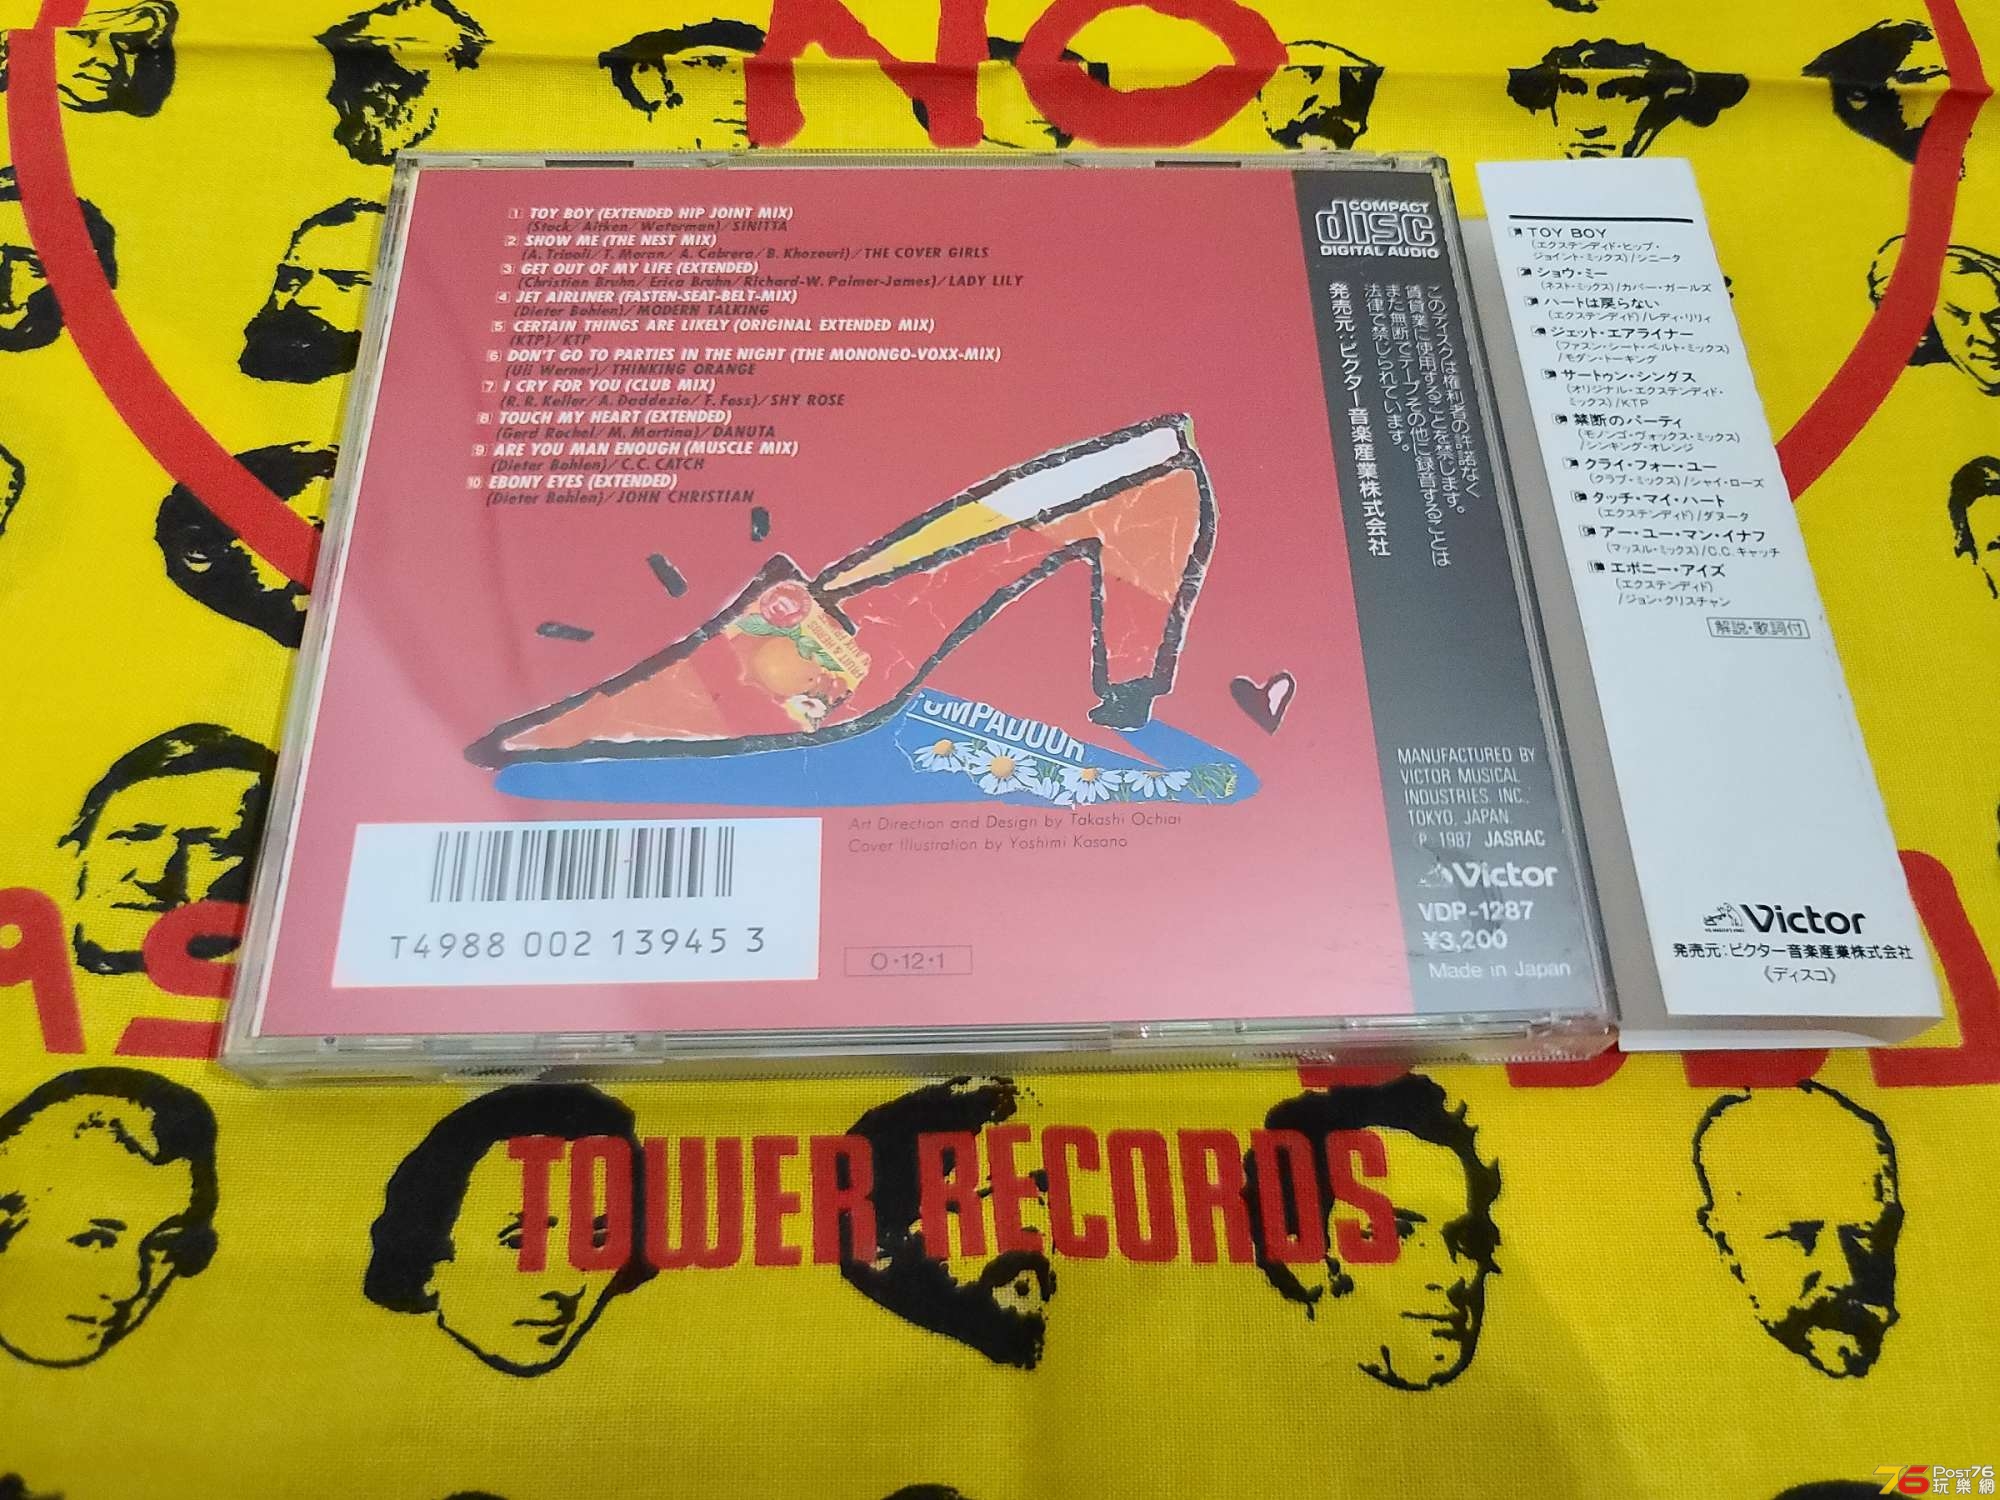 NO
1 TOY BOY (EXTENDED HIP JOINT MIX)
(Stock/Aitken/Waterman)/SINITTA
2 SHOW ME (THE NEST MIX)
(A. Tripoli/T. Moran/A. Cabrera/B. Khozouri)/THE COVER GIRLS
3 GET OUT OF MY LIFE (EXTENDED)
(Christian Bruhn/Erica Bruhn/Richard-W. Palmer-James)/LADY LILY
4 JET AIRLINER (FASTEN-SEAT-BELT-MIX)
(Dieter Bohlen)/MODERN TALKING
5 CERTAIN THINGS ARE LIKELY (ORIGINAL EXTENDED MIX)
(KTP)/KTP
6 DON'T GO TO PARTIES IN THE NIGHT (THE MONONGO-VOXX-MIX)
(Uli Werner)/THINKING ORANGE
7 I CRY FOR YOU (CLUB MIX)
(R. R. Keller/A. Daddezio/F. Fass)/SHY ROSE
8 TOUCH MY HEART (EXTENDED)
(Gerd Rochel/M. Martina)/DANUTA
9 ARE YOU MAN ENOUGH (MUSCLE MIX)
(Dieter Bohlen)/C.C. CATCH
10 EBONY EYES (EXTENDED)
(Dieter Bohlen)/JOHN CHRISTIAN
FRUIT & HERBS
OMPADOUR
Art Direction and Design by Takashi Ochiai
Cover Illustration by Yoshimi Kasano
T4988 002 13945 3
O・12・1
COMPACT
disc
DIGITAL AUDIO
このディスクは権利者の許諾なく
賃貸業に使用することを禁じます。
また無断でテープその他に録音することは
法律で禁じられています。
発売元:ビクター音楽産業株式会社
MANUFACTURED BY
VICTOR MUSICAL
INDUSTRIES. INC.,
TOKYO, JAPAN.
℗ 1987 JASRAC
Victor
VDP-1287
¥3,200
Made in Japan
1 TOY BOY
(エクステンディド・ヒップ・
ジョイント・ミックス)/シニータ
2 ショウ・ミー
(ネスト・ミックス)/カバー・ガールズ
3 ハートは戻らない
(エクステンディド)/レディ・リリィ
4 ジェット・エアライナー
(ファスン・シート・ベルト・ミックス)
/モダン・トーキング
5 サートゥン・シングス
(オリジナル・エクステンディド・
ミックス)/KTP
6 禁断のパーティ
(モノンゴ・ヴォックス・ミックス)
/シンキング・オレンジ
7 クライ・フォー・ユー
(クラブ・ミックス)/シャイ・ローズ
8 タッチ・マイ・ハート
(エクステンディド)/ダヌータ
9 アー・ユー・マン・イナフ
(マッスル・ミックス)/C.C.キャッチ
10 エボニー・アイズ
(エクステンディド)
/ジョン・クリスチャン
解説・歌詞付
Victor
発売元:ビクター音楽産業株式会社
《ディスコ》
TOWER RECORDS
76 Post76
玩樂網